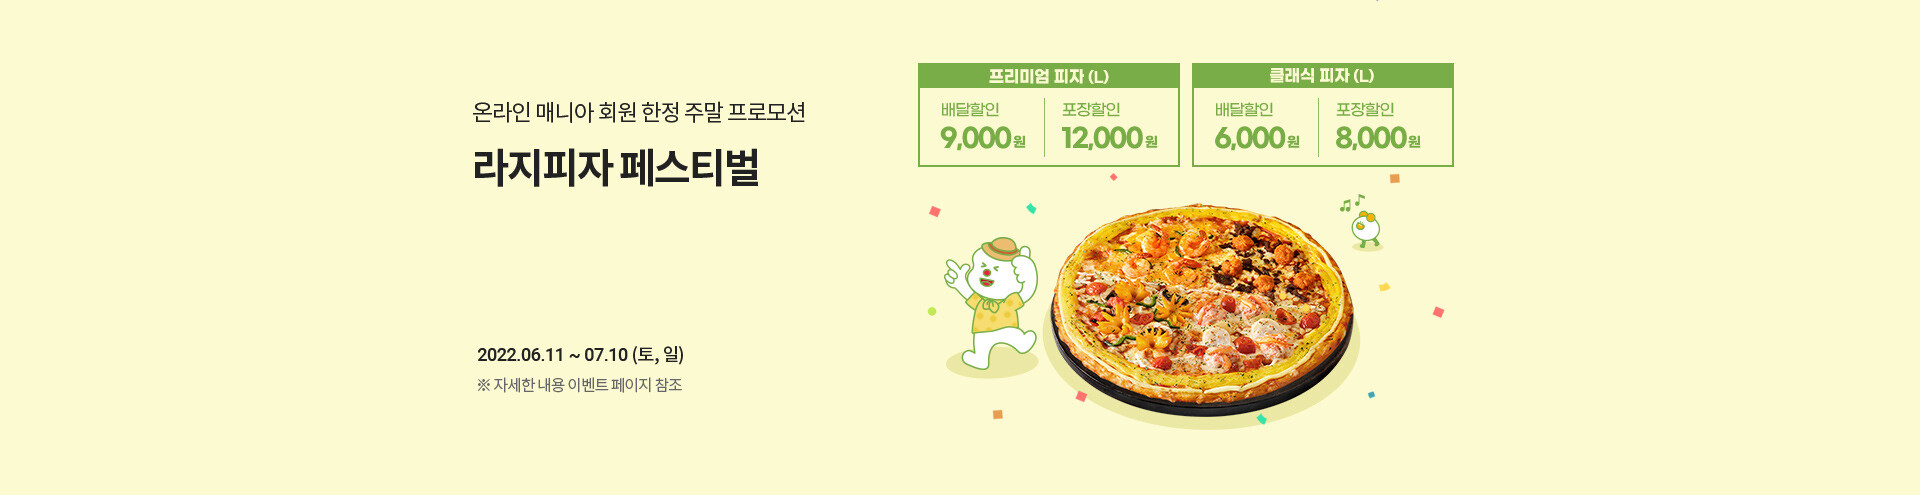 온라인 매니아 회원 한정 주말 프로모션
라지피자 페스티벌
2022.06.11 ~ 07.10 (토, 일)
※ 자세한 내용 이벤트 페이지 참조
프리미엄 피자 (L)
배달할인 포장할인
9,000원 12,000원
클래식 피자 (L)
배달할인 포장할인
6,000원 8,000원